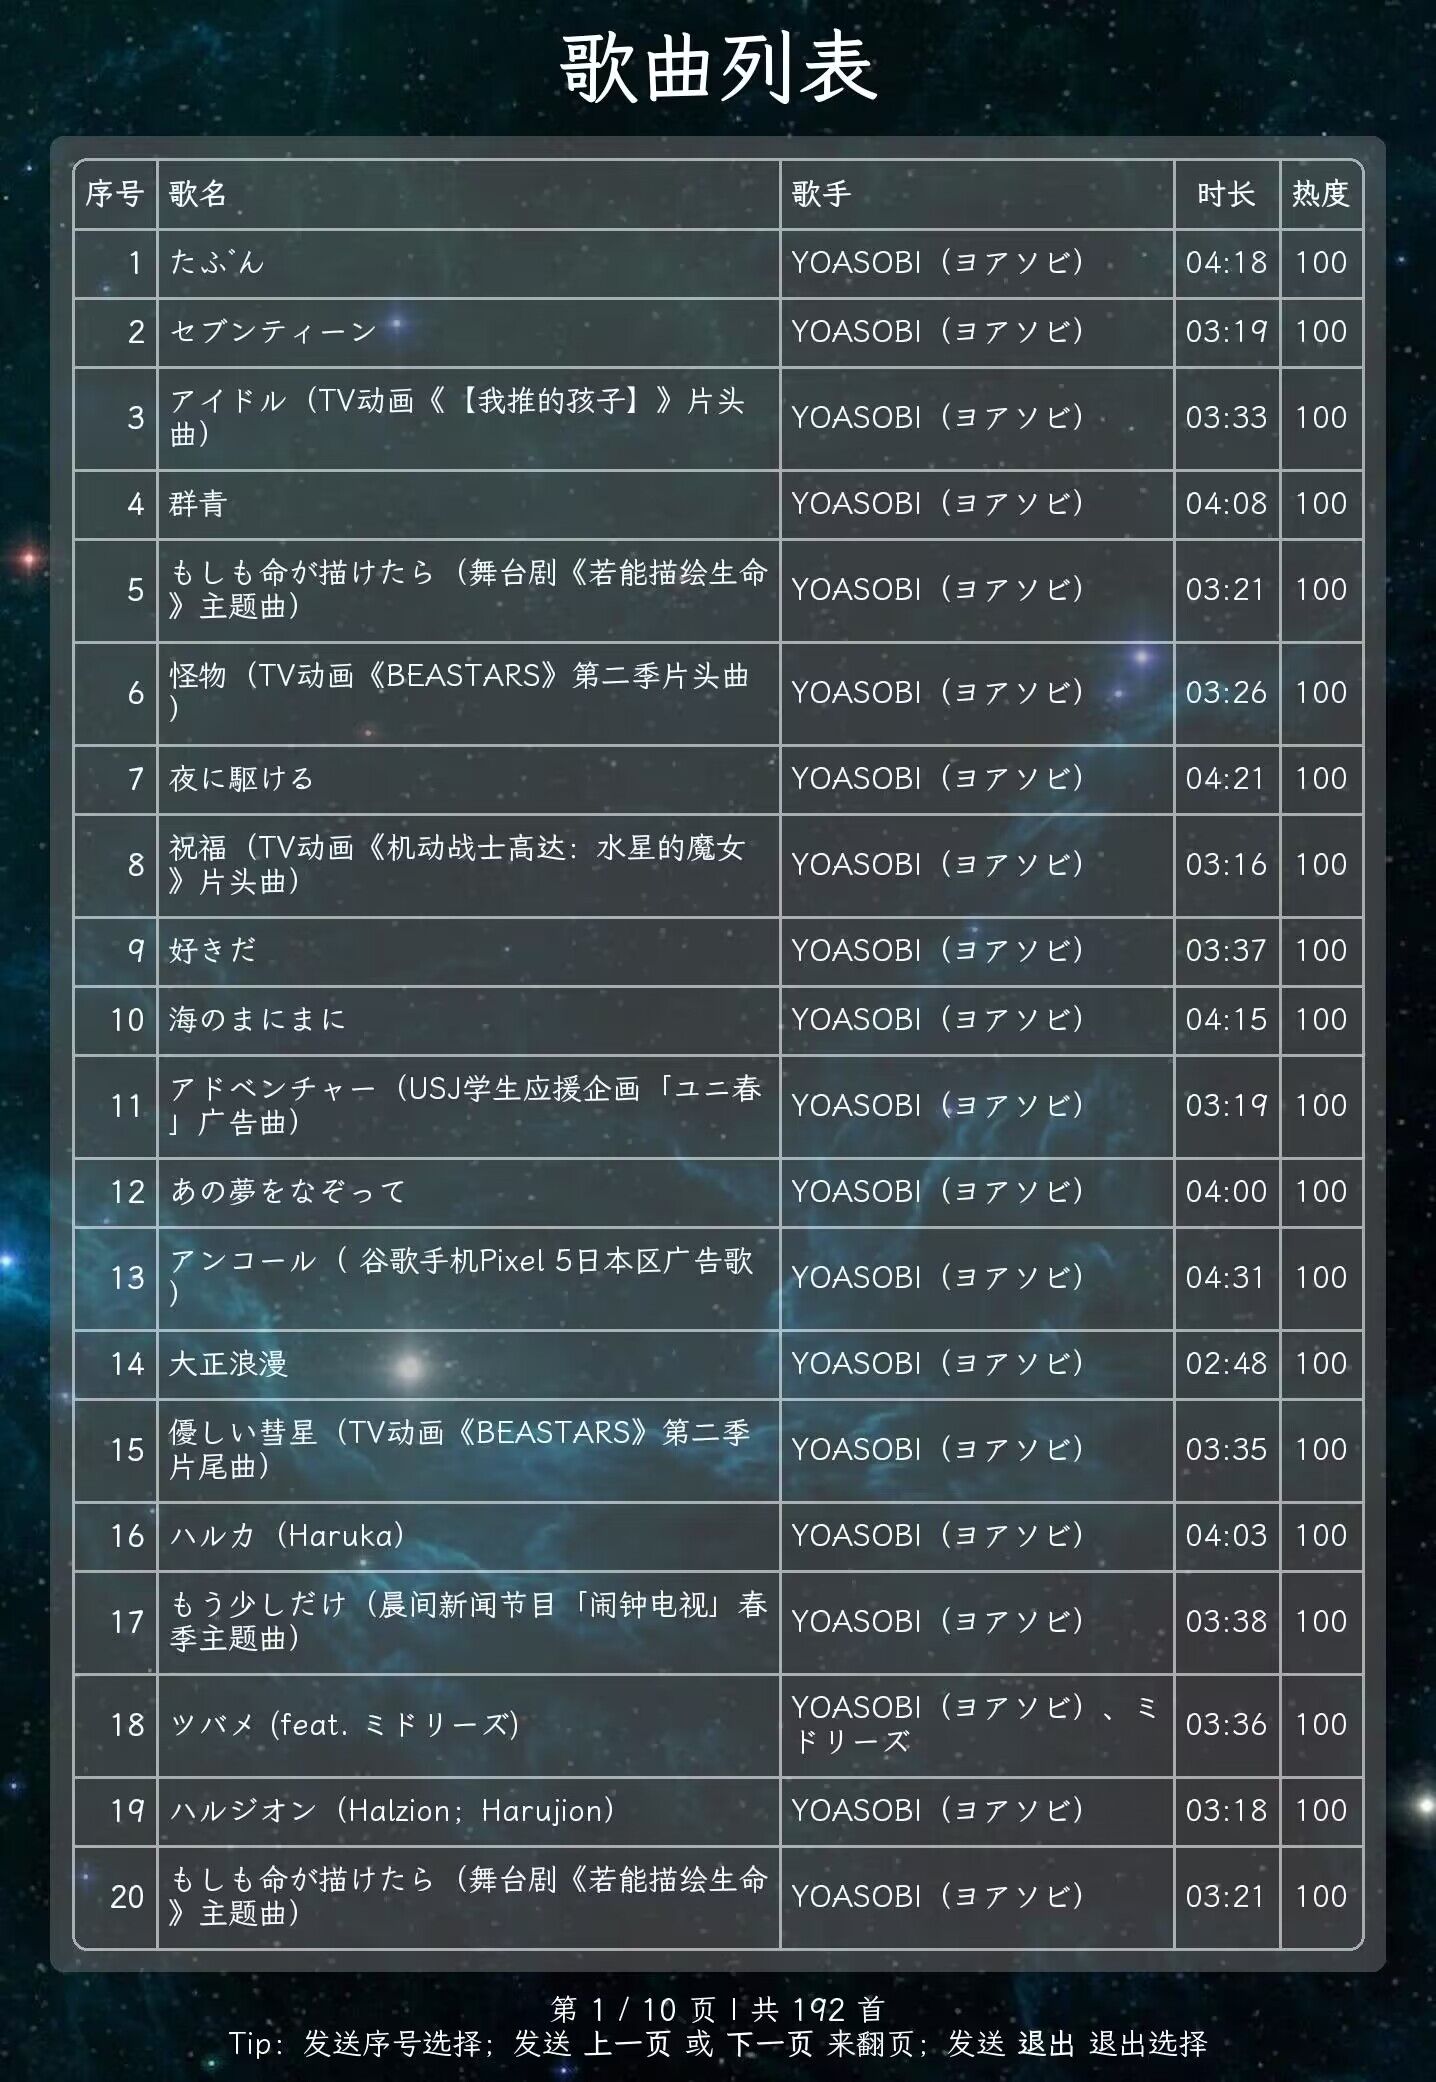 歌曲列表
序号 歌名 歌手 时长 热度
1 たぶん YOASOBI（ヨアソビ） 04:18 100
2 セブンティーン YOASOBI（ヨアソビ） 03:19 100
3 アイドル（TV动画《【我推的孩子】》片头
曲） YOASOBI（ヨアソビ） 03:33 100
4 群青 YOASOBI（ヨアソビ） 04:08 100
5 もしも命が描けたら（舞台剧《若能描绘生命
》主题曲） YOASOBI（ヨアソビ） 03:21 100
6 怪物（TV动画《BEASTARS》第二季片头曲
） YOASOBI（ヨアソビ） 03:26 100
7 夜に駆ける YOASOBI（ヨアソビ） 04:21 100
8 祝福（TV动画《机动战士高达：水星的魔女
》片头曲） YOASOBI（ヨアソビ） 03:16 100
9 好きだ YOASOBI（ヨアソビ） 03:37 100
10 海のまにまに YOASOBI（ヨアソビ） 04:15 100
11 アドベンチャー（USJ学生应援企画「ユニ春
」广告曲） YOASOBI（ヨアソビ） 03:19 100
12 あの夢をなぞって YOASOBI（ヨアソビ） 04:00 100
13 アンコール（ 谷歌手机Pixel 5日本区广告歌
） YOASOBI（ヨアソビ） 04:31 100
14 大正浪漫 YOASOBI（ヨアソビ） 02:48 100
15 優しい彗星（TV动画《BEASTARS》第二季
片尾曲） YOASOBI（ヨアソビ） 03:35 100
16 ハルカ（Haruka） YOASOBI（ヨアソビ） 04:03 100
17 もう少しだけ（晨间新闻节目「闹钟电视」春
季主题曲） YOASOBI（ヨアソビ） 03:38 100
18 ツバメ (feat. ミドリーズ) YOASOBI（ヨアソビ）、ミ
ドリーズ 03:36 100
19 ハルジオン（Halzion；Harujion） YOASOBI（ヨアソビ） 03:18 100
20 もしも命が描けたら（舞台剧《若能描绘生命
》主题曲） YOASOBI（ヨアソビ） 03:21 100
第 1 / 10 页 | 共 192 首
Tip：发送序号选择；发送 上一页 或 下一页 来翻页；发送 退出 退出选择